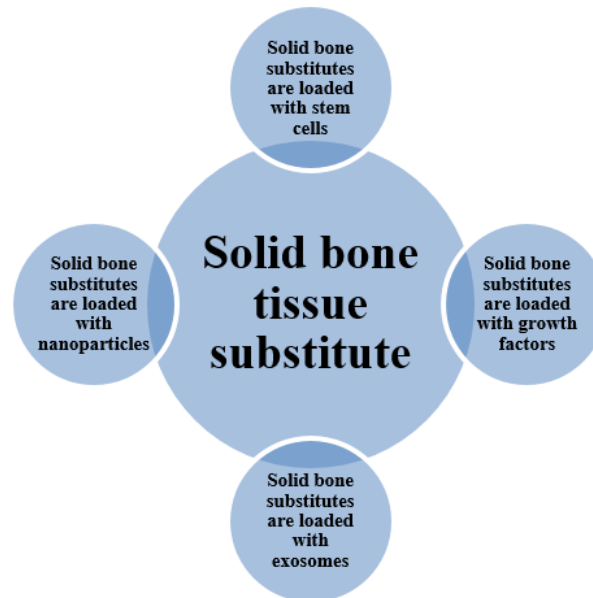 Solid bone
substitutes
are loaded
with stem
cells
Solid bone
tissue
substitute
Solid bone
substitutes
are loaded
with
nanoparticles
Solid bone
substitutes
are loaded
with growth
factors
Solid bone
substitutes
are loaded
with
exosomes